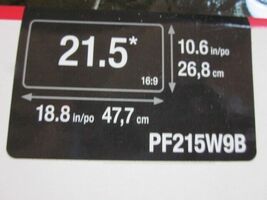 21.5*
16:9
10.6 in/po
26,8 cm
18.8 in/po 47,7 cm
PF215W9B